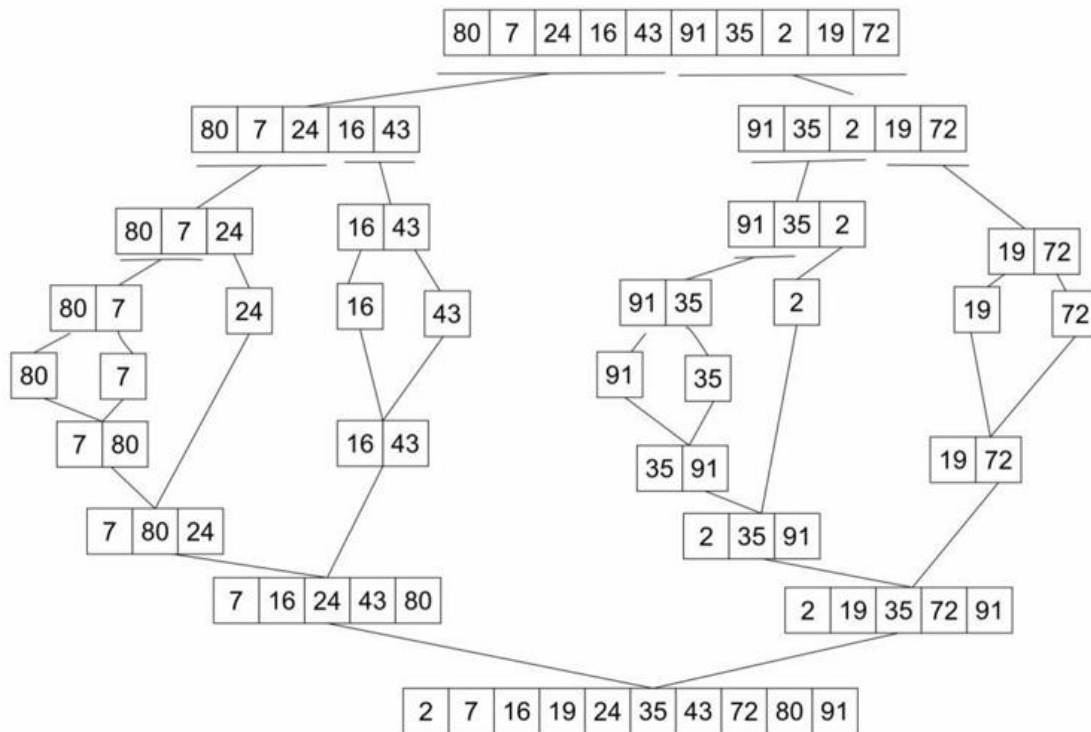 80 7 24 16 43 91 35 2 19 72
80 7 24 16 43
91 35 2 19 72
80 7 24
16 43
91 35 2
19 72
80 7
24
16
43
91 35
2
19
72
80
7
91
35
7 80
16 43
35 91
19 72
7 80 24
2 35 91
7 16 24 43 80
2 19 35 72 91
2 7 16 19 24 35 43 72 80 91